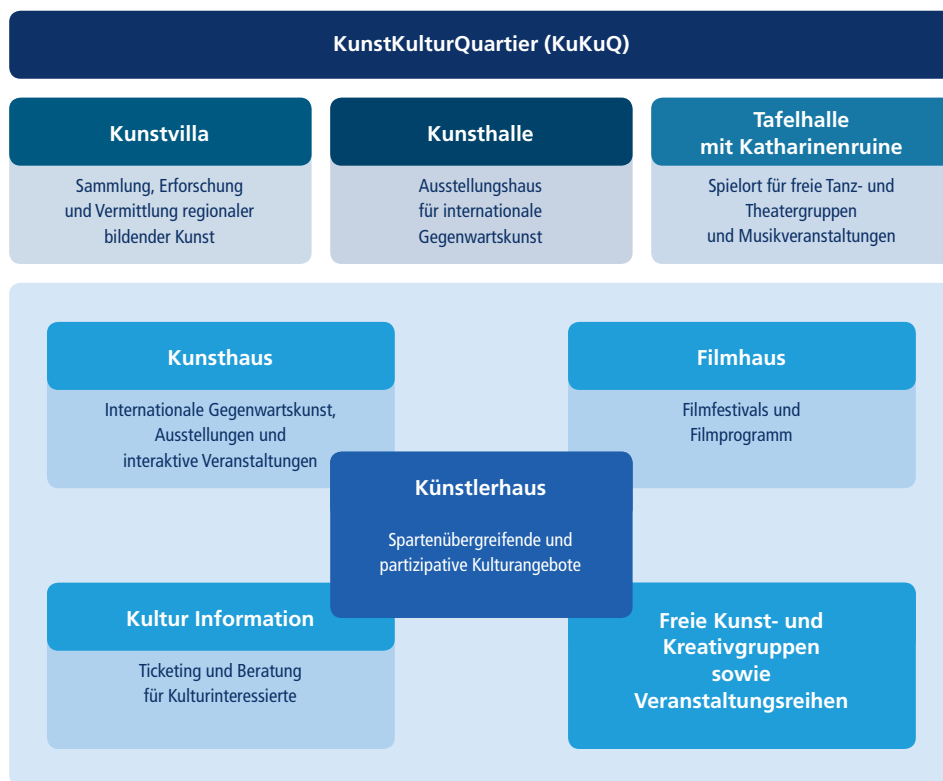 KunstKulturQuartier (KuKuQ)
Kunstvilla
Sammlung, Erforschung
und Vermittlung regionaler
bildender Kunst
Kunsthalle
Ausstellungshaus
für internationale
Gegenwartskunst
Tafelhalle
mit Katharinenruine
Spielort für freie Tanz- und
Theatergruppen
und Musikveranstaltungen
Kunsthaus
Internationale Gegenwartskunst,
Ausstellungen und
interaktive Veranstaltungen
Filmhaus
Filmfestivals und
Filmprogramm
Künstlerhaus
Spartenübergreifende und
partizipative Kulturangebote
Kultur Information
Ticketing und Beratung
für Kulturinteressierte
Freie Kunst- und
Kreativgruppen
sowie
Veranstaltungsreihen